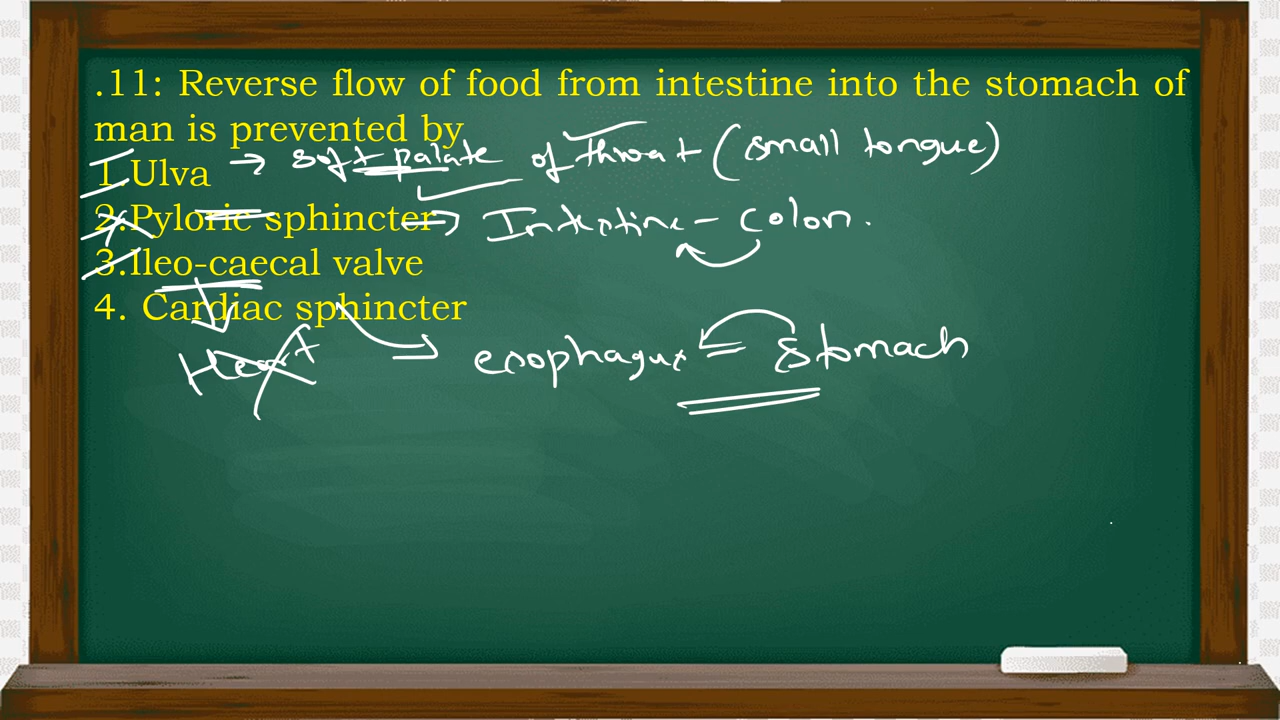 .11: Reverse flow of food from intestine into the stomach of
man is prevented by
1.Ulva → soft palate of Throat (small tongue)
2.Pyloric sphincter → Intestine - colon.
3.Ileo-caecal valve
4. Cardiac sphincter
Heart esophagus = Stomach